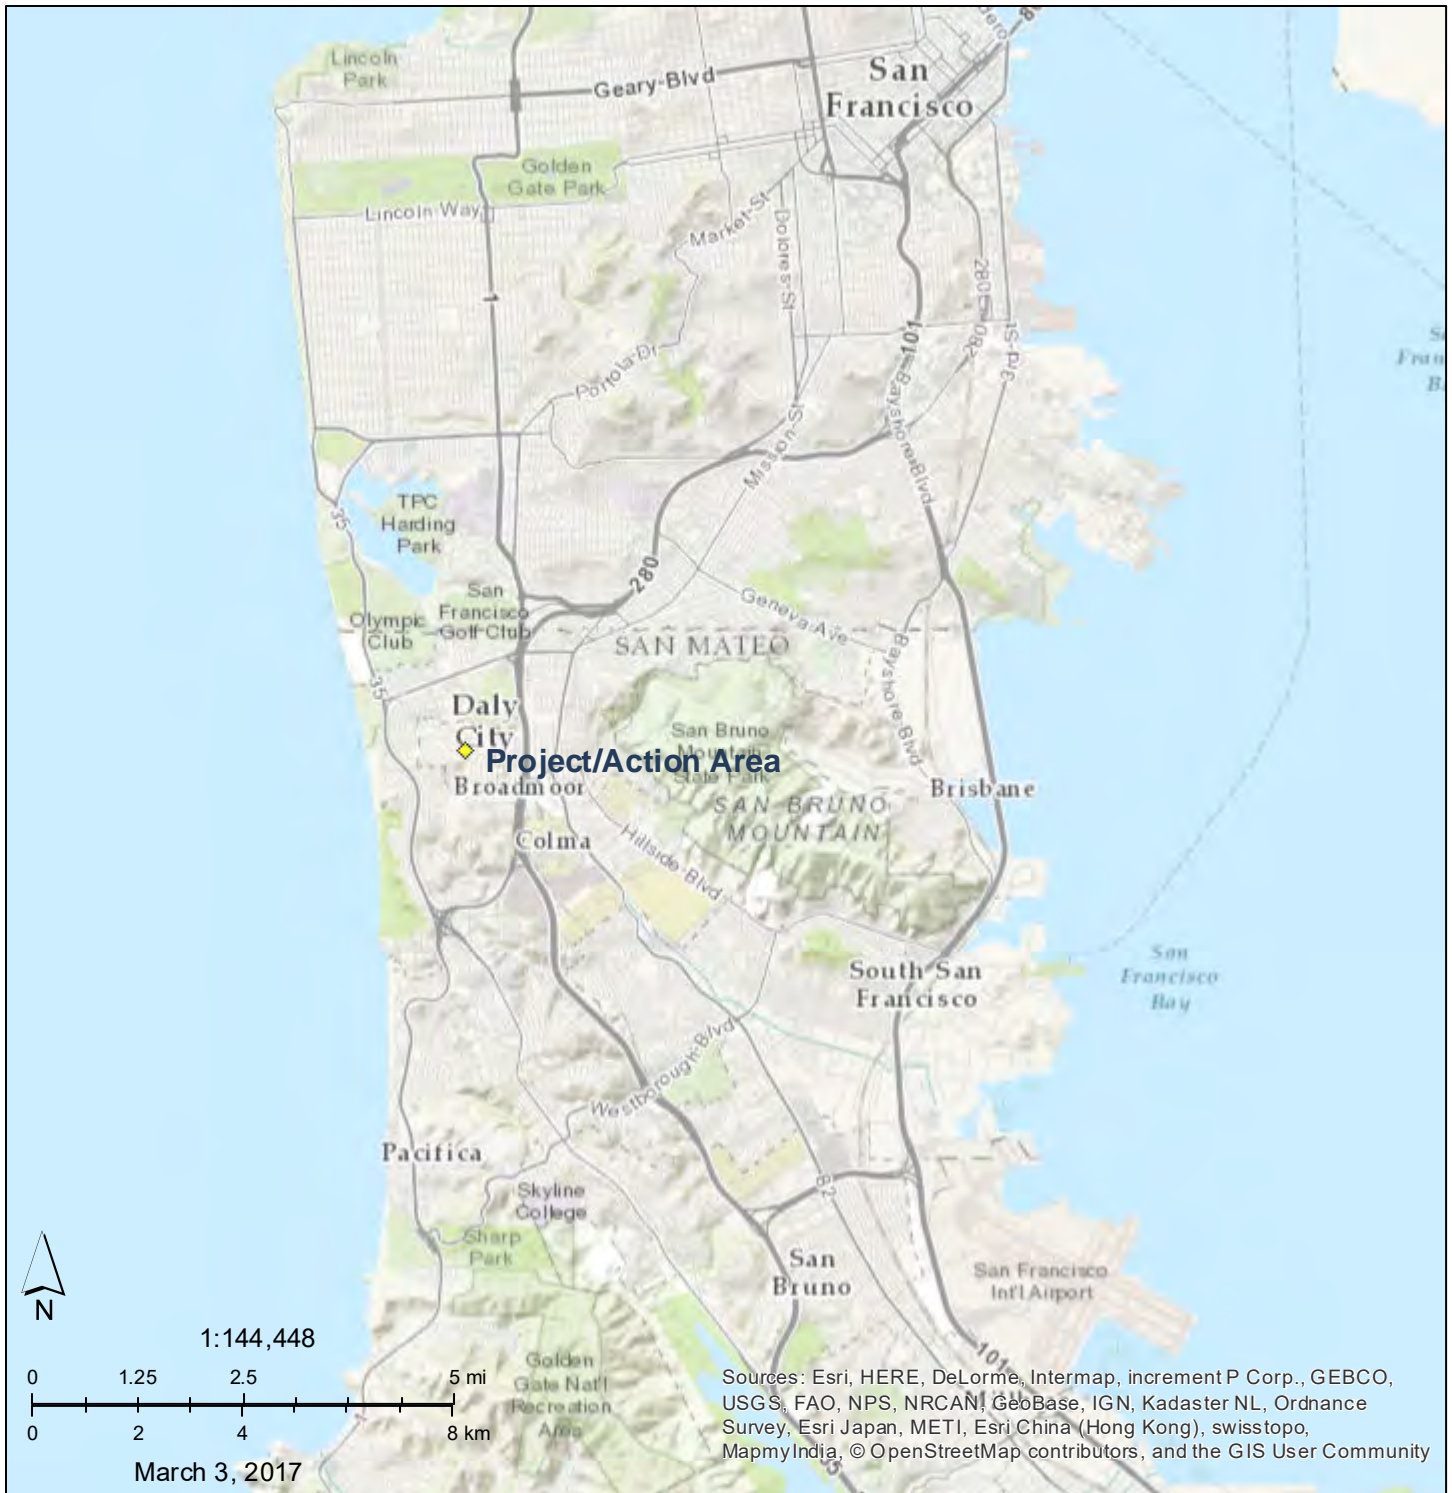 Lincoln
Park
Geary-Blvd
San
Francisco
80
Golden
Gate Park
Lincoln-Way
Market-St
Dolores-St
1
101
280
280
3rd-St
Portola-Dr
Mission-St
Bayshore-Blvd
TPC
Harding
Park
35
280
Geneva-Ave
San
Francisco
Golf-Club
Olympic
Club
SAN MATEO
35
Bayshore-Blvd
Daly
City
Project/Action Area
San Bruno
Mountain
State Park
Broadmoor
SAN BRUNO
MOUNTAIN
Brisbane
Colma
Hillside-Blvd
South San
Francisco
San
Francisco
Bay
Westborough-Blvd
Pacifica
82
Skyline
College
Sharp
Park
San
Bruno
San Francisco
Int'l Airport
101
N
1:144,448
0 1.25 2.5 5 mi
0 2 4 8 km
March 3, 2017
Golden
Gate Nat'l
Recreation
Area
1
35
Sources: Esri, HERE, DeLorme, Intermap, increment P Corp., GEBCO,
USGS, FAO, NPS, NRCAN, GeoBase, IGN, Kadaster NL, Ordnance
Survey, Esri Japan, METI, Esri China (Hong Kong), swisstopo,
MapmyIndia, © OpenStreetMap contributors, and the GIS User Community